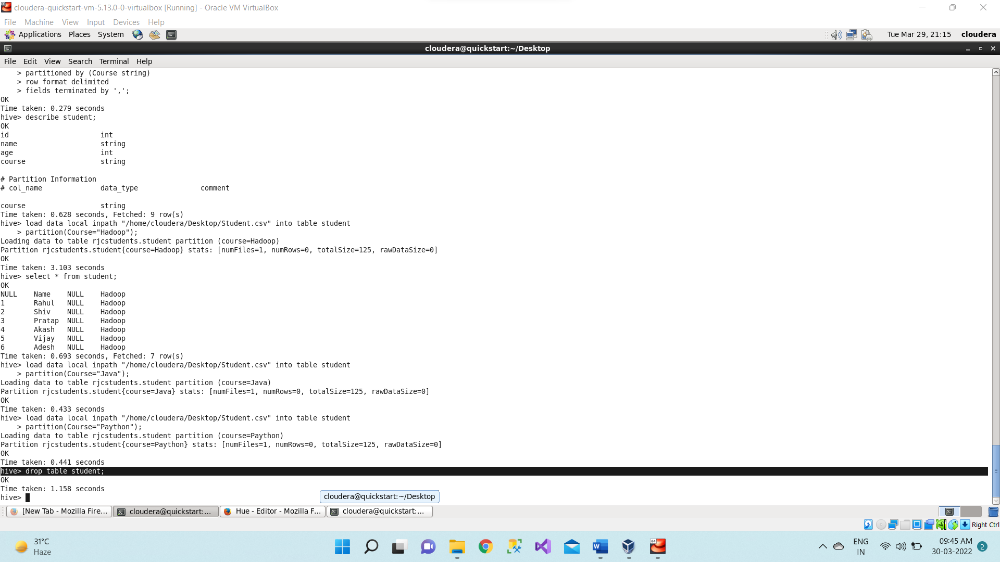 cloudera-quickstart-vm-5.13.0-0-virtualbox [Running] - Oracle VM VirtualBox
File Machine View Input Devices Help
Applications Places System Tue Mar 29, 21:15 cloudera
cloudera@quickstart:~/Desktop
File Edit View Search Terminal Help
    > partitioned by (Course string)
    > row format delimited
    > fields terminated by ',';
OK
Time taken: 0.279 seconds
hive> describe student;
OK
id                      int
name                    string
age                     int
course                  string
# Partition Information
# col_name              data_type               comment
course                  string
Time taken: 0.628 seconds, Fetched: 9 row(s)
hive> load data local inpath "/home/cloudera/Desktop/Student.csv" into table student
    > partition(Course="Hadoop");
Loading data to table rjcstudents.student partition (course=Hadoop)
Partition rjcstudents.student{course=Hadoop} stats: [numFiles=1, numRows=0, totalSize=125, rawDataSize=0]
OK
Time taken: 3.103 seconds
hive> select * from student;
OK
NULL    Name    NULL    Hadoop
1       Rahul   NULL    Hadoop
2       Shiv    NULL    Hadoop
3       Pratap  NULL    Hadoop
4       Akash   NULL    Hadoop
5       Vijay   NULL    Hadoop
6       Adesh   NULL    Hadoop
Time taken: 0.693 seconds, Fetched: 7 row(s)
hive> load data local inpath "/home/cloudera/Desktop/Student.csv" into table student
    > partition(Course="Java");
Loading data to table rjcstudents.student partition (course=Java)
Partition rjcstudents.student{course=Java} stats: [numFiles=1, numRows=0, totalSize=125, rawDataSize=0]
OK
Time taken: 0.433 seconds
hive> load data local inpath "/home/cloudera/Desktop/Student.csv" into table student
    > partition(Course="Paython");
Loading data to table rjcstudents.student partition (course=Paython)
Partition rjcstudents.student{course=Paython} stats: [numFiles=1, numRows=0, totalSize=125, rawDataSize=0]
OK
Time taken: 0.441 seconds
hive> drop table student;
OK
Time taken: 1.158 seconds
hive>
cloudera@quickstart:~/Desktop
[New Tab - Mozilla Fire... cloudera@quickstart:... Hue - Editor - Mozilla F... cloudera@quickstart:...
Right Ctrl
31°C
Haze
ENG
IN
09:45 AM
30-03-2022
2